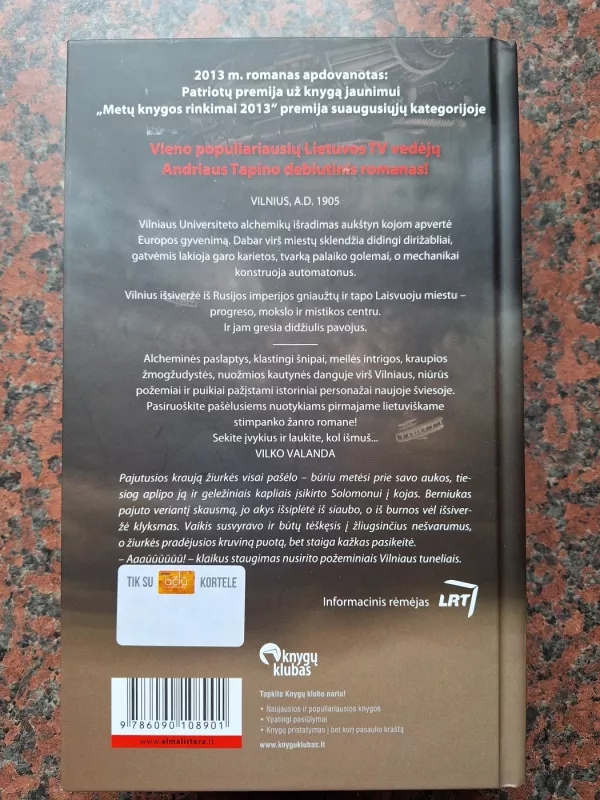 2013 m. romanas apdovanotas:
Patriotų premija už knygą jaunimui
„Metų knygos rinkimai 2013“ premija suaugusiųjų kategorijoje
Vieno populiariausių Lietuvos TV vedėjų
Andriaus Tapino debiutinis romanas!
VILNIUS, A.D. 1905
Vilniaus Universiteto alchemikų išradimas aukštyn kojom apvertė
Europos gyvenimą. Dabar virš miestų sklendžia didingi dirižabliai,
gatvėmis lakioja garo karietos, tvarką palaiko golemai, o mechanikai
konstruoja automatonus.
Vilnius išsiveržė iš Rusijos imperijos gniaužtų ir tapo Laisvuoju miestu –
progreso, mokslo ir mistikos centru.
Ir jam gresia didžiulis pavojus.
Alcheminės paslaptys, klastingi šnipai, meilės intrigos, kraupios
žmogžudystės, nuožmios kautynės danguje virš Vilniaus, niūrūs
požemiai ir puikiai pažįstami istoriniai personažai naujoje šviesoje.
Pasiruoškite pašėlusiems nuotykiams pirmajame lietuviškame
stimpanko žanro romane!
Sekite įvykius ir laukite, kol išmuš...
VILKO VALANDA
Pajutusios kraują žiurkės visai pašėlo – būriu metėsi prie savo aukos, tie-
siog aplipo ją ir geležiniais kapliais įsikirto Solomonui į kojas. Berniukas
pajuto veriantį skausmą, jo akys išsiplėtė iš siaubo, o iš burnos vėl išsiver-
žė klyksmas. Vaikis susvyravo ir būtų tėškęsis į žliugsinčius nešvarumus,
o žiurkės pradėjusios kruviną puotą, bet staiga kažkas pasikeitė.
– Aaaūūūūūū! – klaikus staugimas nusirito požeminiais Vilniaus tuneliais.
TIK SU ačiū KORTELE
Informacinis rėmėjas LRT
knygų
klubas
Tapkite Knygų klubo nariu!
• Naujausios ir populiariausios knygos
• Ypatingi pasiūlymai
• Knygų pristatymas į bet kurį pasaulio kraštą
www.knyguklubas.lt
9 786090 108901
www.almalittera.lt